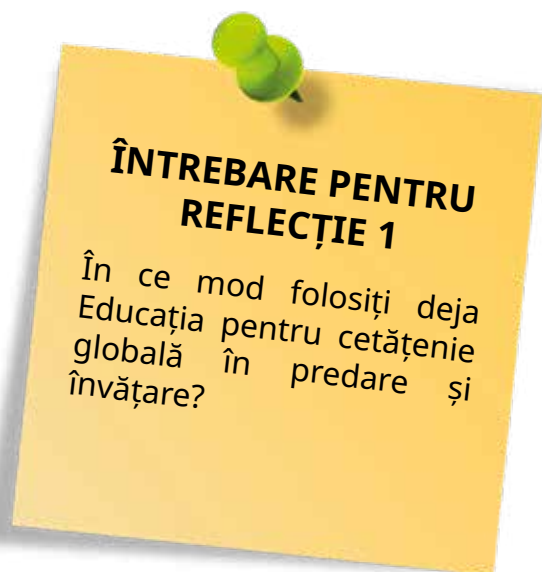 ÎNTREBARE PENTRU
REFLECȚIE 1
În ce mod folosiți deja
Educația pentru cetățenie
globală în predare și
învățare?